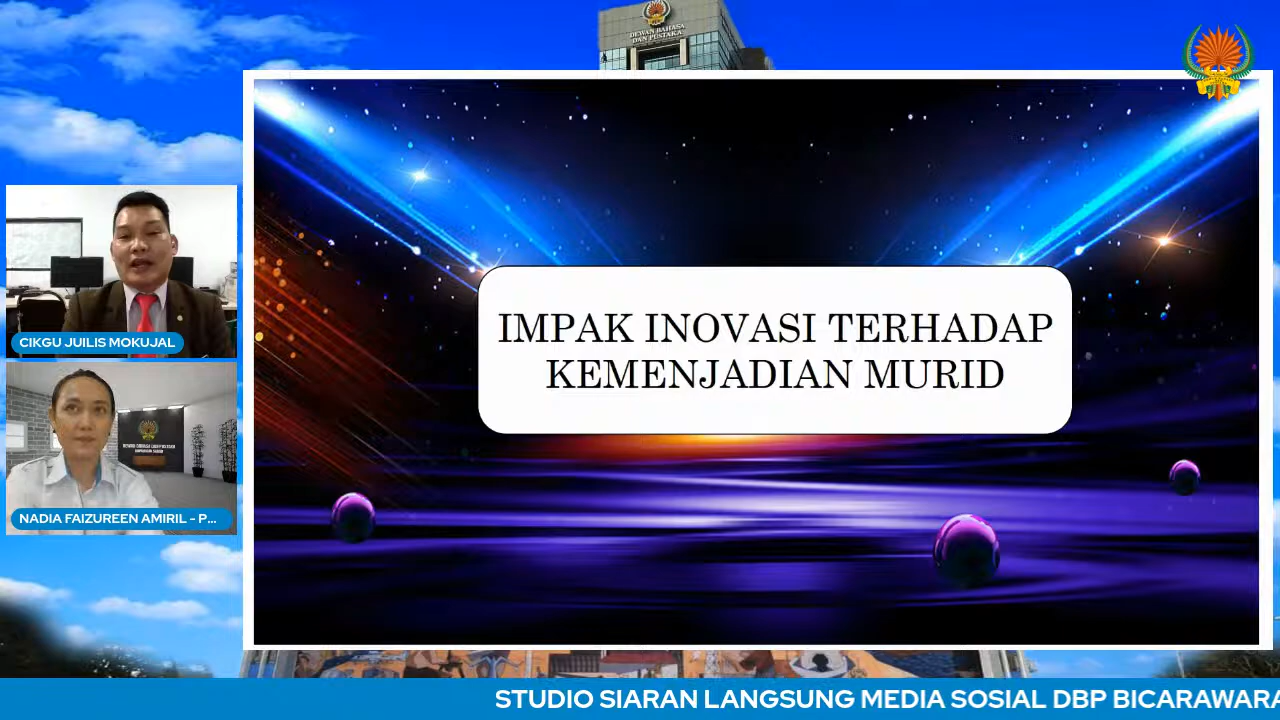 DEWAN BAHASA
DAN PUSTAKA
IMPAK INOVASI TERHADAP
KEMENJADIAN MURID
CIKGU JUILIS MOKUJAL
NADIA FAIZUREEN AMIRIL - P...
STUDIO SIARAN LANGSUNG MEDIA SOSIAL DBP BICARAWARA